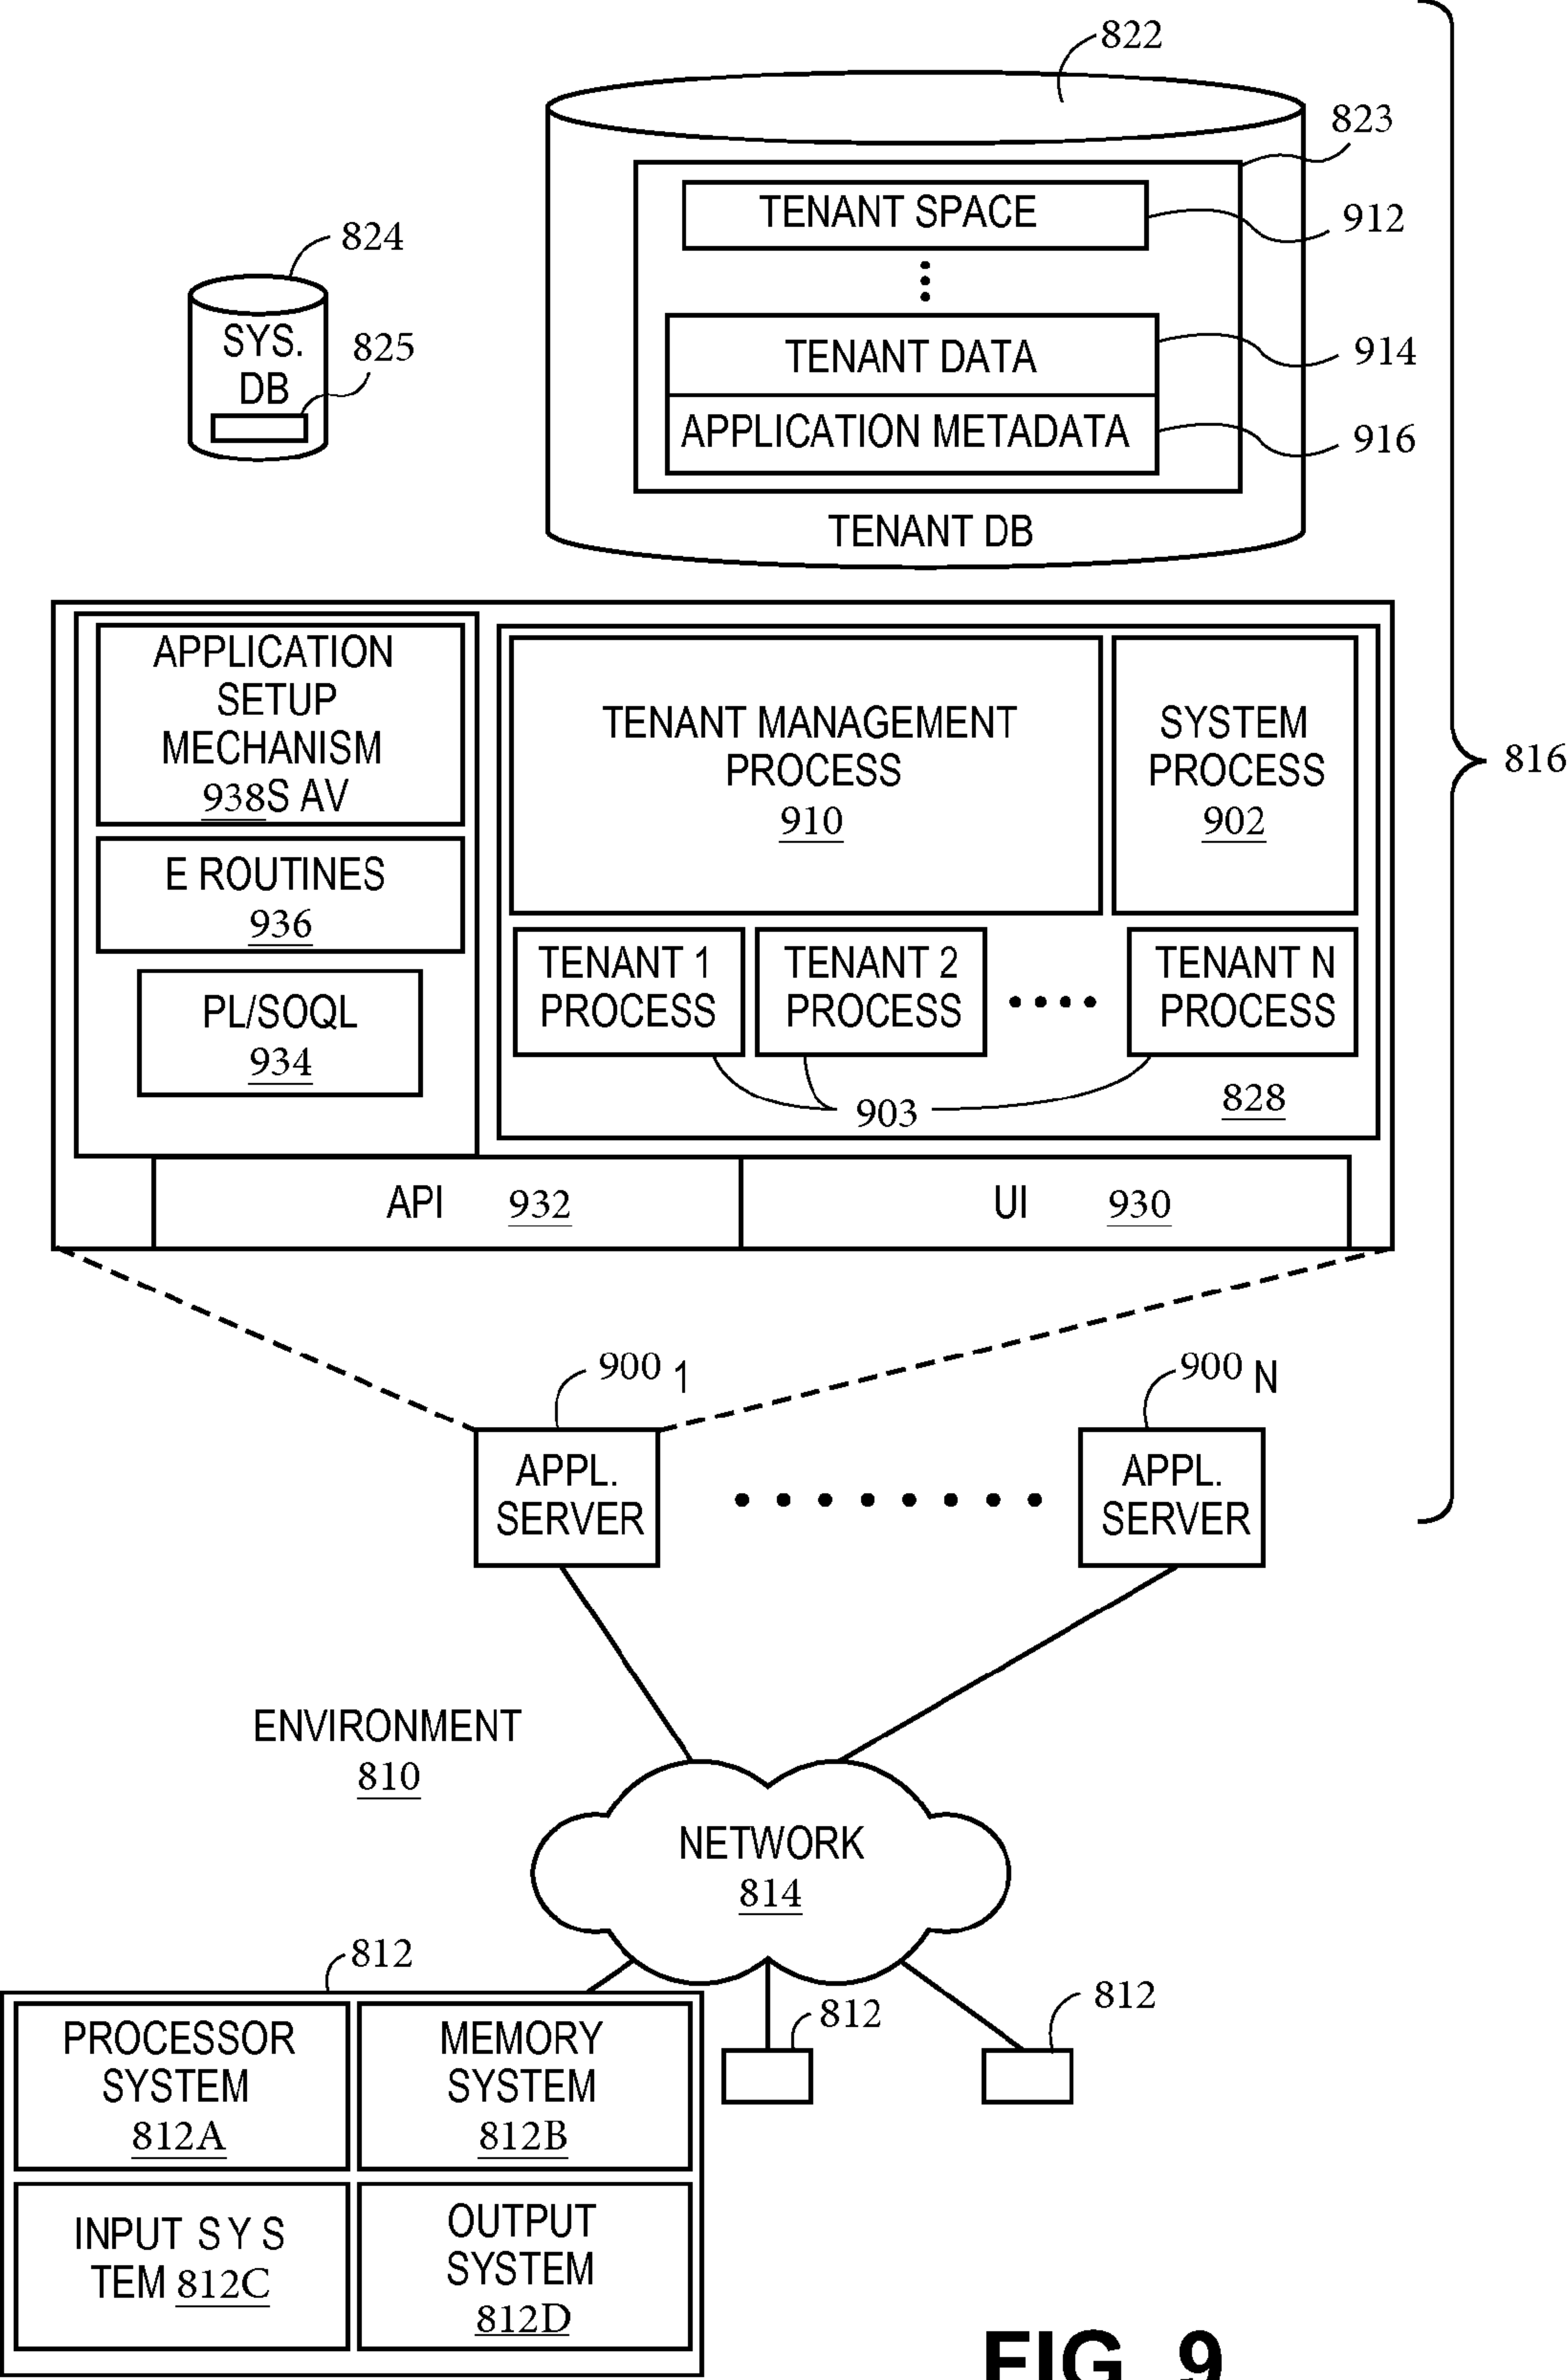 822
823
TENANT SPACE
912
824
SYS.
DB
825
TENANT DATA
914
APPLICATION METADATA
916
TENANT DB
APPLICATION
SETUP
MECHANISM
938S AV
E ROUTINES
936
PL/SOQL
934
TENANT MANAGEMENT
PROCESS
910
SYSTEM
PROCESS
902
816
TENANT 1
PROCESS
TENANT 2
PROCESS
TENANT N
PROCESS
903
828
API 932
UI 930
900 1
900 N
APPL.
SERVER
APPL.
SERVER
ENVIRONMENT
810
NETWORK
814
812
812
812
PROCESSOR
SYSTEM
812A
MEMORY
SYSTEM
812B
INPUT S Y S
TEM 812C
OUTPUT
SYSTEM
812D
FIG. 9